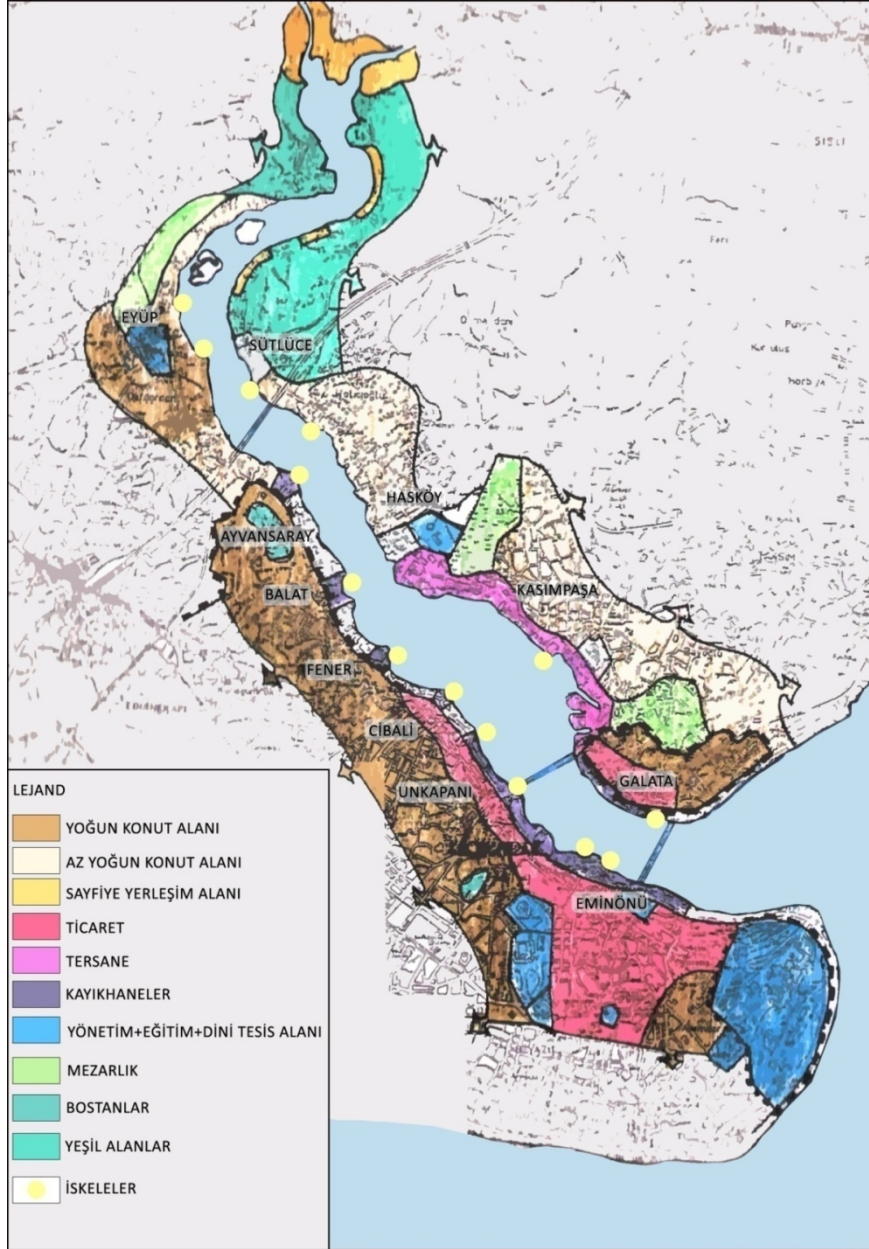 ŞİŞLİ
EYÜP
SÜTLÜCE
HASKÖY
AYVANSARAY
BALAT
KASIMPAŞA
FENER
CİBALİ
UNKAPANI
GALATA
EMİNÖNÜ
LEJAND
YOĞUN KONUT ALANI
AZ YOĞUN KONUT ALANI
SAYFİYE YERLEŞİM ALANI
TİCARET
TERSANE
KAYIKHANELER
YÖNETİM+EĞİTİM+DİNİ TESİS ALANI
MEZARLIK
BOSTANLAR
YEŞİL ALANLAR
İSKELELER